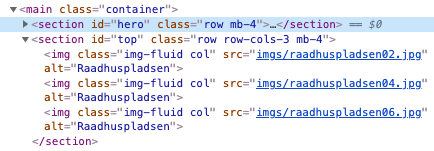 ▼<main class="container">
▶<section id="hero" class="row mb-4">…</section> == $0
▼<section id="top" class="row row-cols-3 mb-4">
<img class="img-fluid col" src="imgs/raadhuspladsen02.jpg"
alt="Raadhuspladsen">
<img class="img-fluid col" src="imgs/raadhuspladsen04.jpg"
alt="Raadhuspladsen">
<img class="img-fluid col" src="imgs/raadhuspladsen06.jpg"
alt="Raadhuspladsen">
</section>